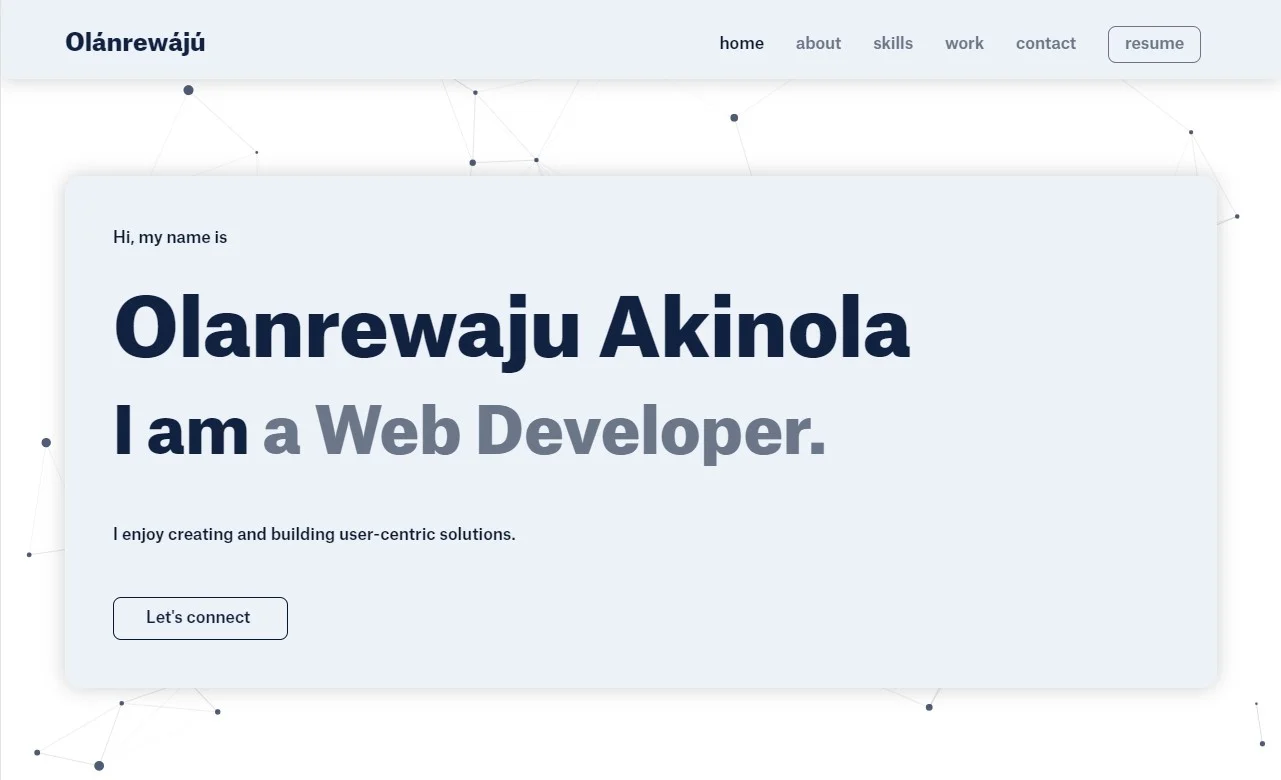 Olánrewájú
home about skills work contact resume
Hi, my name is
Olanrewaju Akinola
I am a Web Developer.
I enjoy creating and building user-centric solutions.
Let's connect